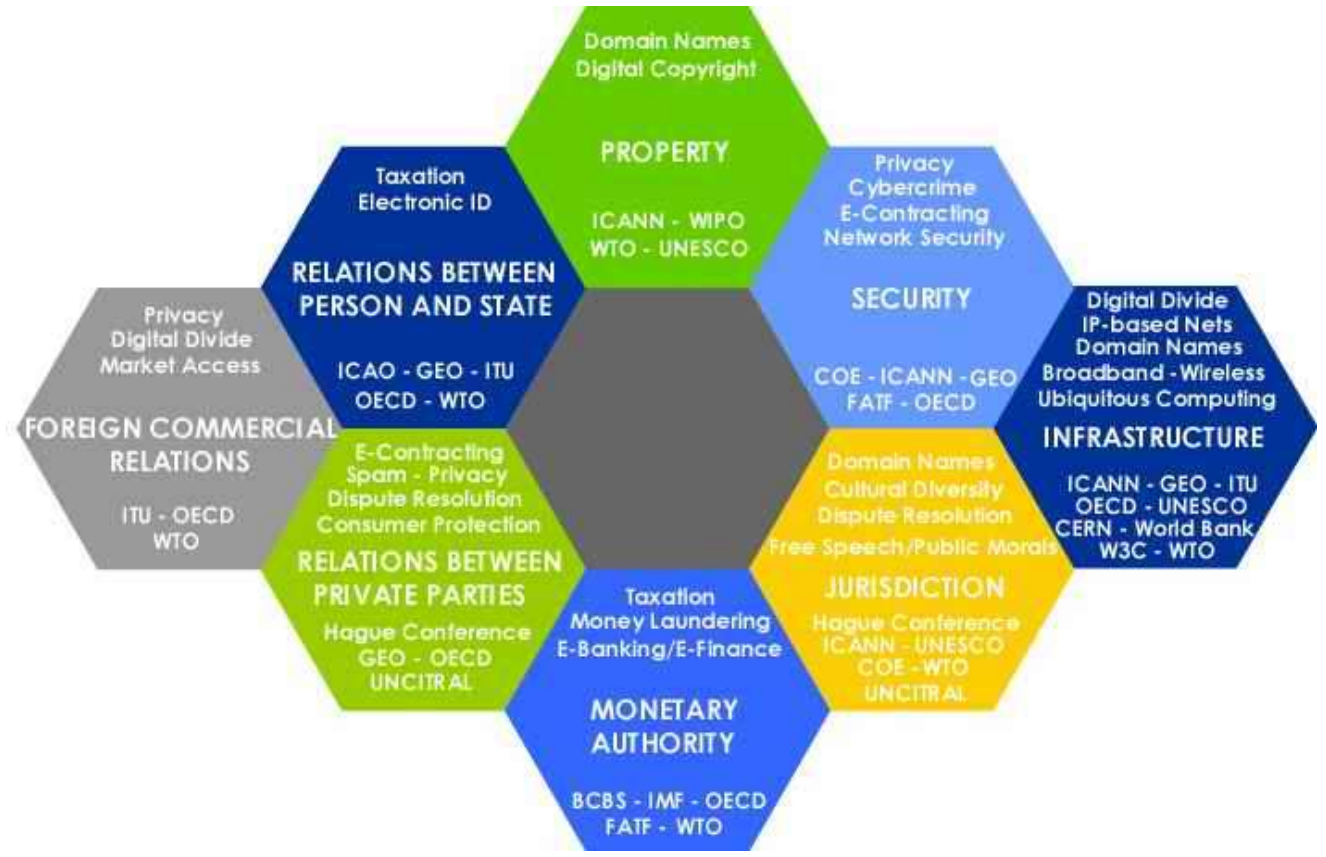 Domain Names
Digital Copyright
PROPERTY
ICANN - WIPO
WTO - UNESCO
Taxation
Electronic ID
RELATIONS BETWEEN
PERSON AND STATE
ICAO - GEO - ITU
OECD - WTO
Privacy
Cybercrime
E-Contracting
Network Security
SECURITY
COE - ICANN - GEO
FATF - OECD
Privacy
Digital Divide
Market Access
FOREIGN COMMERCIAL
RELATIONS
ITU - OECD
WTO
Digital Divide
IP-based Nets
Domain Names
Broadband - Wireless
Ubiquitous Computing
INFRASTRUCTURE
ICANN - GEO - ITU
OECD - UNESCO
CERN - World Bank
W3C - WTO
E-Contracting
Spam - Privacy
Dispute Resolution
Consumer Protection
RELATIONS BETWEEN
PRIVATE PARTIES
Hague Conference
GEO - OECD
UNCITRAL
Domain Names
Cultural Diversity
Dispute Resolution
Free Speech/Public Morals
JURISDICTION
Hague Conference
ICANN - UNESCO
COE - WTO
UNCITRAL
Taxation
Money Laundering
E-Banking/E-Finance
MONETARY
AUTHORITY
BCBS - IMF - OECD
FATF - WTO